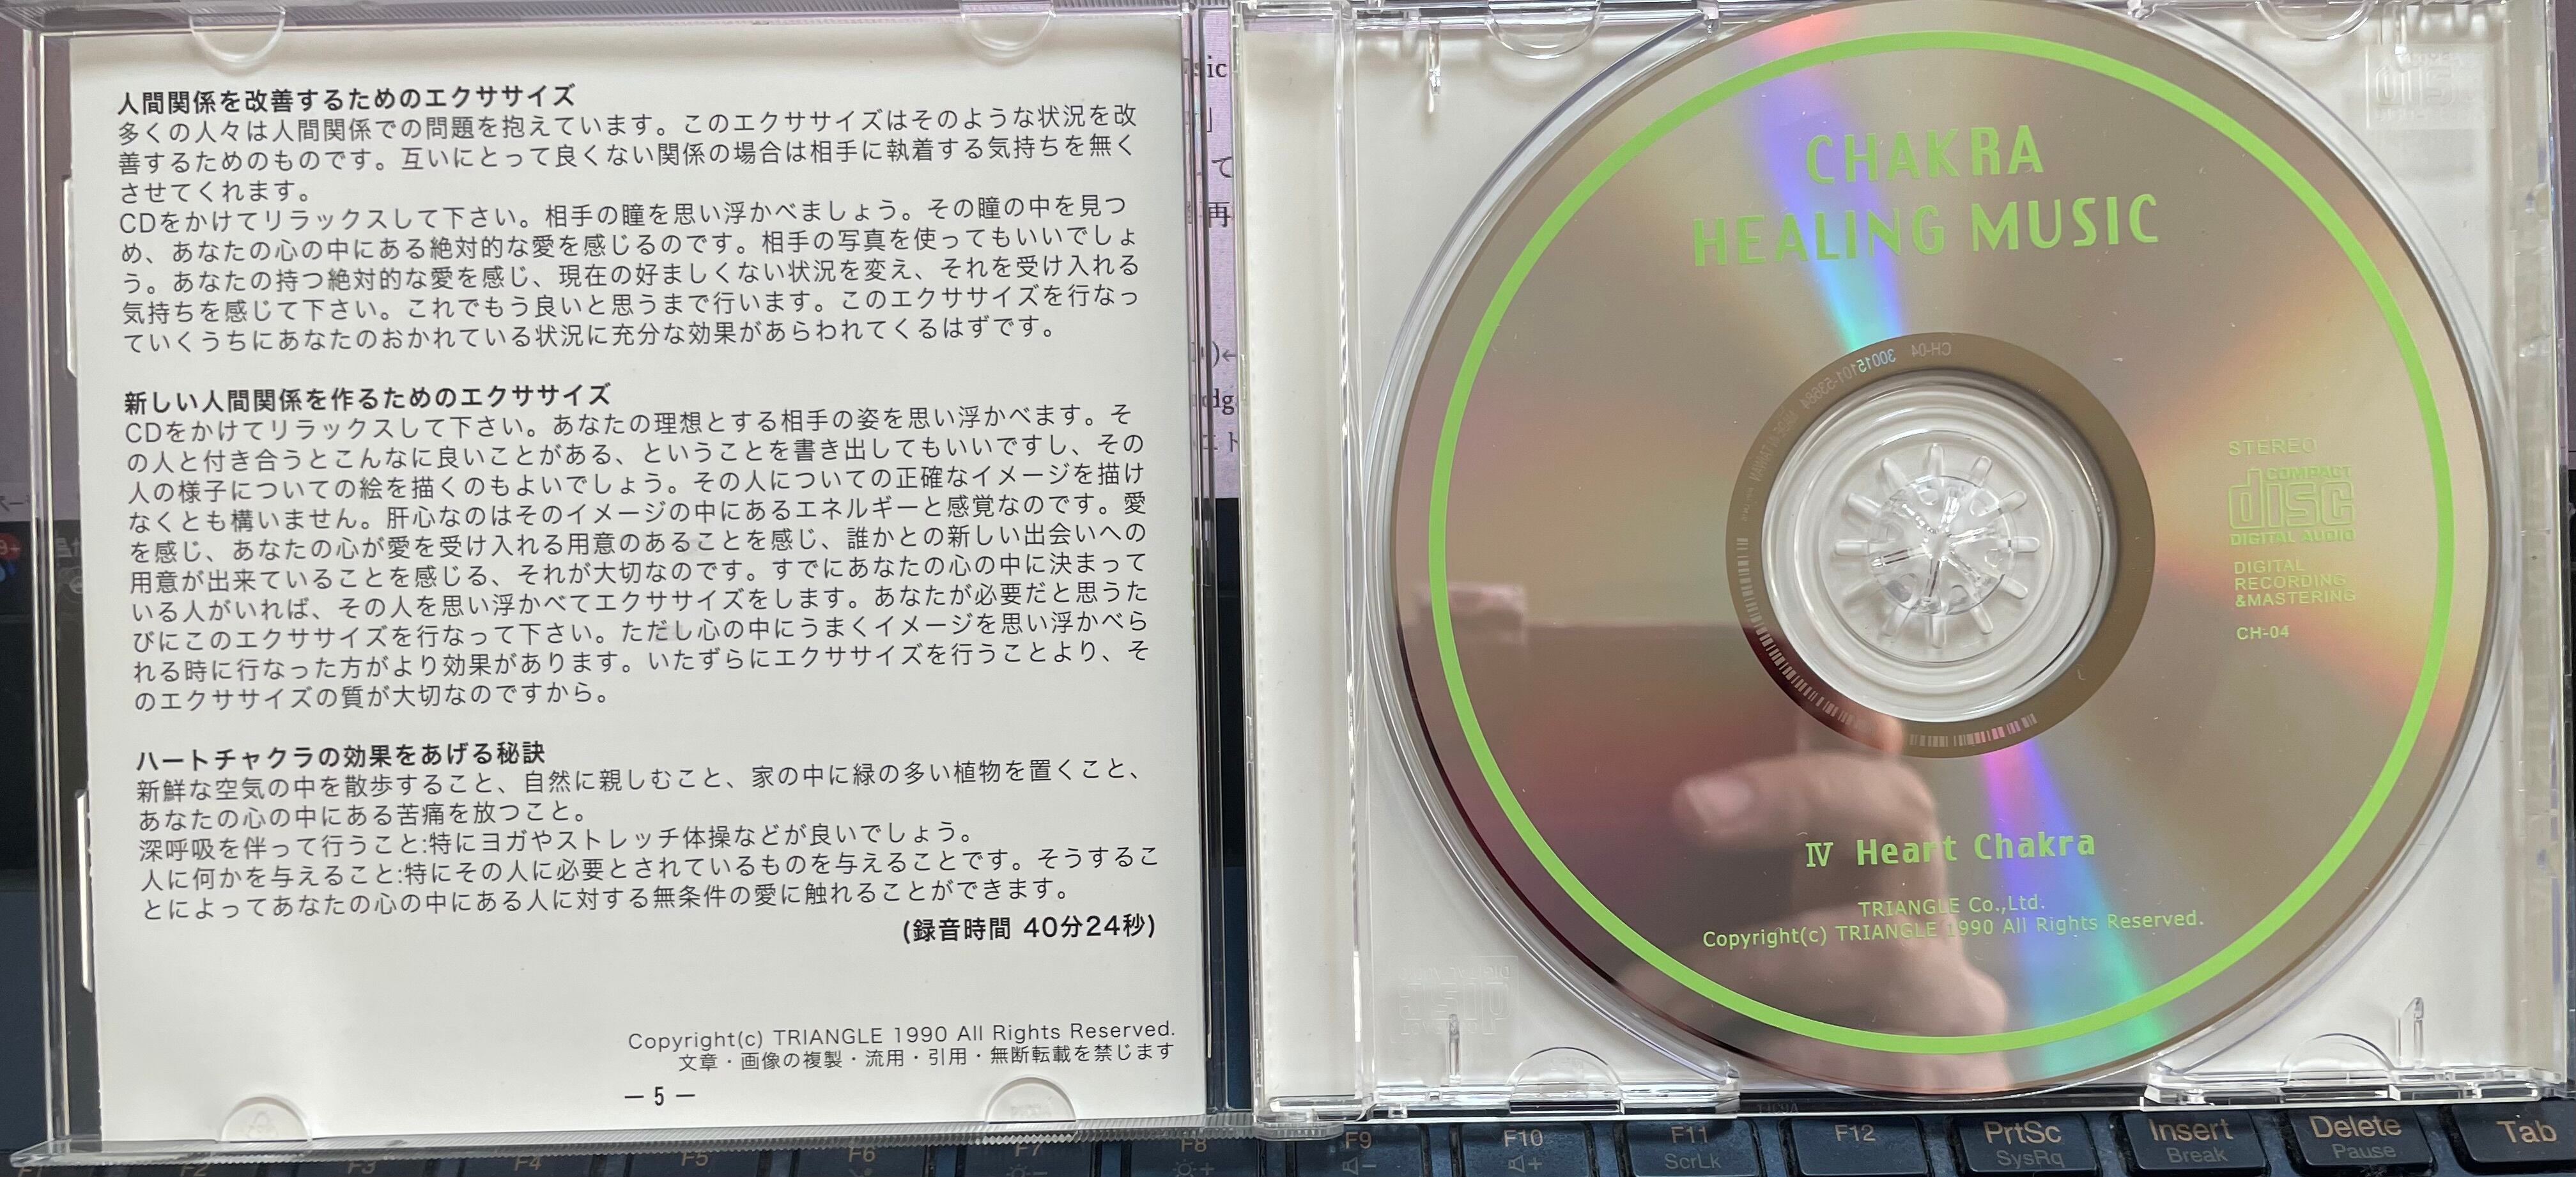 人間関係を改善するためのエクササイズ
多くの人々は人間関係での問題を抱えています。このエクササイズはそのような状況を改
善するためのものです。互いにとって良くない関係の場合は相手に執着する気持ちを無く
させてくれます。
CDをかけてリラックスして下さい。相手の瞳を思い浮かべましょう。その瞳の中を見つ
め、あなたの心の中にある絶対的な愛を感じるのです。相手の写真を使ってもいいでしょ
う。あなたの持つ絶対的な愛を感じ、現在の好ましくない状況を変え、それを受け入れる
気持ちを感じて下さい。これでもう良いと思うまで行います。このエクササイズを行なっ
ていくうちにあなたのおかれている状況に充分な効果があらわれてくるはずです。
新しい人間関係を作るためのエクササイズ
CDをかけてリラックスして下さい。あなたの理想とする相手の姿を思い浮かべます。そ
の人と付き合うとこんなに良いことがある、ということを書き出してもいいですし、その
人の様子についての絵を描くのもよいでしょう。その人についての正確なイメージを描け
なくとも構いません。肝心なのはそのイメージの中にあるエネルギーと感覚なのです。愛
を感じ、あなたの心が愛を受け入れる用意のあることを感じ、誰かとの新しい出会いへの
用意が出来ていることを感じる、それが大切なのです。すでにあなたの心の中に決まって
いる人がいれば、その人を思い浮かべてエクササイズをします。あなたが必要だと思うた
びにこのエクササイズを行なって下さい。ただし心の中にうまくイメージを思い浮かべら
れる時に行なった方がより効果があります。いたずらにエクササイズを行うことより、そ
のエクササイズの質が大切なのですから。
ハートチャクラの効果をあげる秘訣
新鮮な空気の中を散歩すること、自然に親しむこと、家の中に緑の多い植物を置くこと、
あなたの心の中にある苦痛を放つこと。
深呼吸を伴って行うこと:特にヨガやストレッチ体操などが良いでしょう。
人に何かを与えること:特にその人に必要とされているものを与えることです。そうするこ
とによってあなたの心の中にある人に対する無条件の愛に触れることができます。
(録音時間 40分24秒)
Copyright(c) TRIANGLE 1990 All Rights Reserved.
文章・画像の複製・流用・引用・無断転載を禁じます
— 5 —
CHAKRA
HEALING MUSIC
STEREO
COMPACT
disc
DIGITAL AUDIO
DIGITAL
RECORDING
&MASTERING
CH-04
Ⅳ Heart Chakra
TRIANGLE Co.,Ltd.
Copyright(c) TRIANGLE 1990 All Rights Reserved.
F2
F3
F4
F5
F6
F7
F8
F9
F10
F11
ScrLk
F12
PrtSc
SysRq
Insert
Break
Delete
Pause
Tab